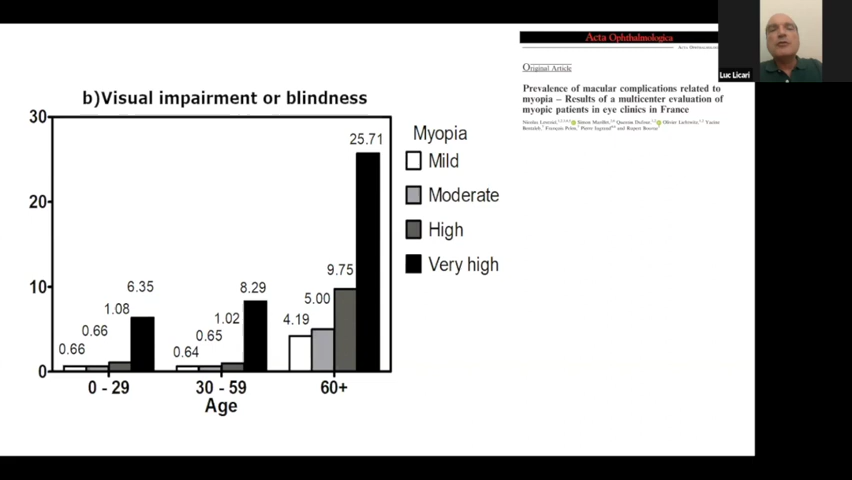 b)Visual impairment or blindness
30
20
10
0
25.71
9.75
5.00
4.19
8.29
1.02
0.65
0.64
6.35
1.08
0.66
0.66
0 - 29
30 - 59
60+
Age
Myopia
Mild
Moderate
High
Very high
Acta Ophthalmologica
Original Article
Prevalence of macular complications related to
myopia – Results of a multicenter evaluation of
myopic patients in eye clinics in France
Luc Licari